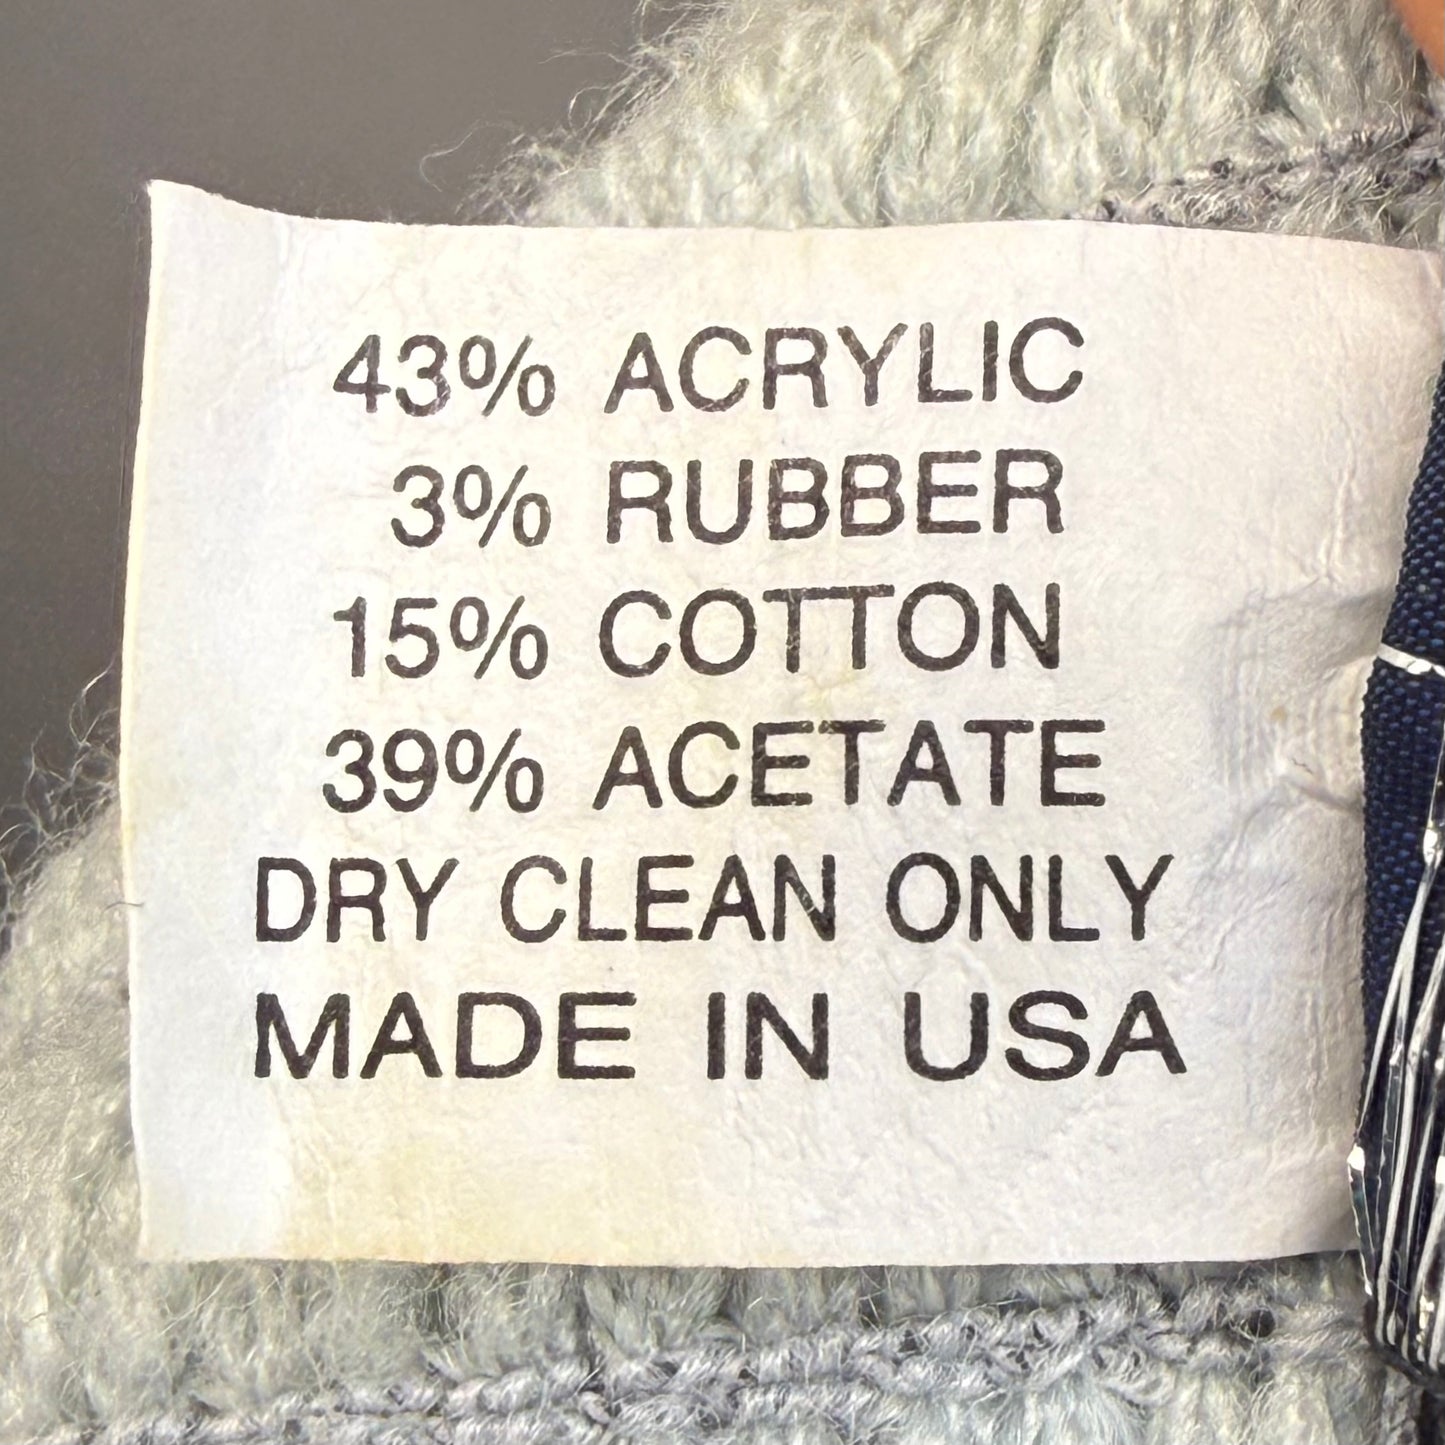 43% ACRYLIC
3% RUBBER
15% COTTON
39% ACETATE
DRY CLEAN ONLY
MADE IN USA